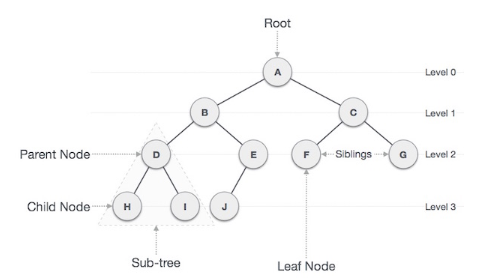 Root
A
Level 0
B
C
Level 1
Parent Node
D
E
F
Siblings
G
Level 2
Child Node
H
I
J
Level 3
Sub-tree
Leaf Node